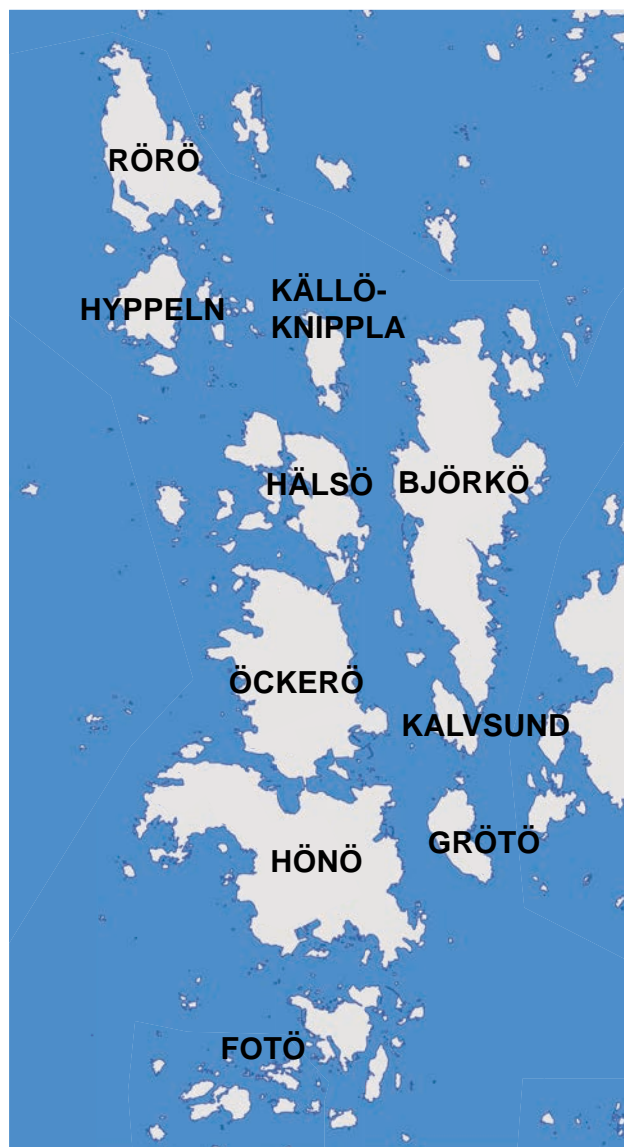 RÖRÖ
HYPPELN
KÄLLÖ-
KNIPPLA
HÄLSÖ
BJÖRKÖ
ÖCKERÖ
KALVSUND
GRÖTÖ
HÖNÖ
FOTÖ